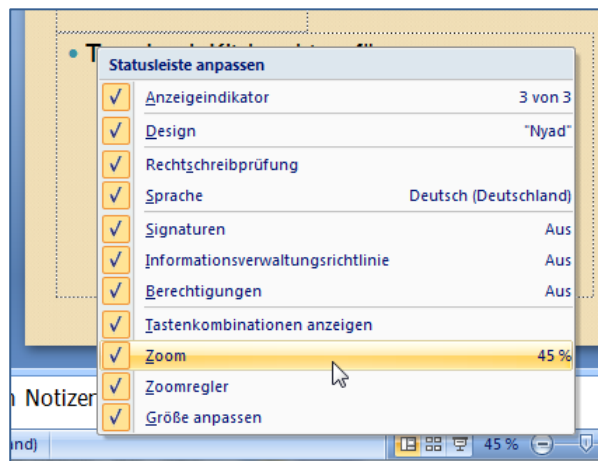 Statusleiste anpassen
Anzeigeindikator 3 von 3
Design "Nyad"
Rechtschreibprüfung
Sprache Deutsch (Deutschland)
Signaturen Aus
Informationsverwaltungsrichtlinie Aus
Berechtigungen Aus
Tastenkombinationen anzeigen
Zoom 45 %
Zoomregler
Größe anpassen
Notizen
45 %